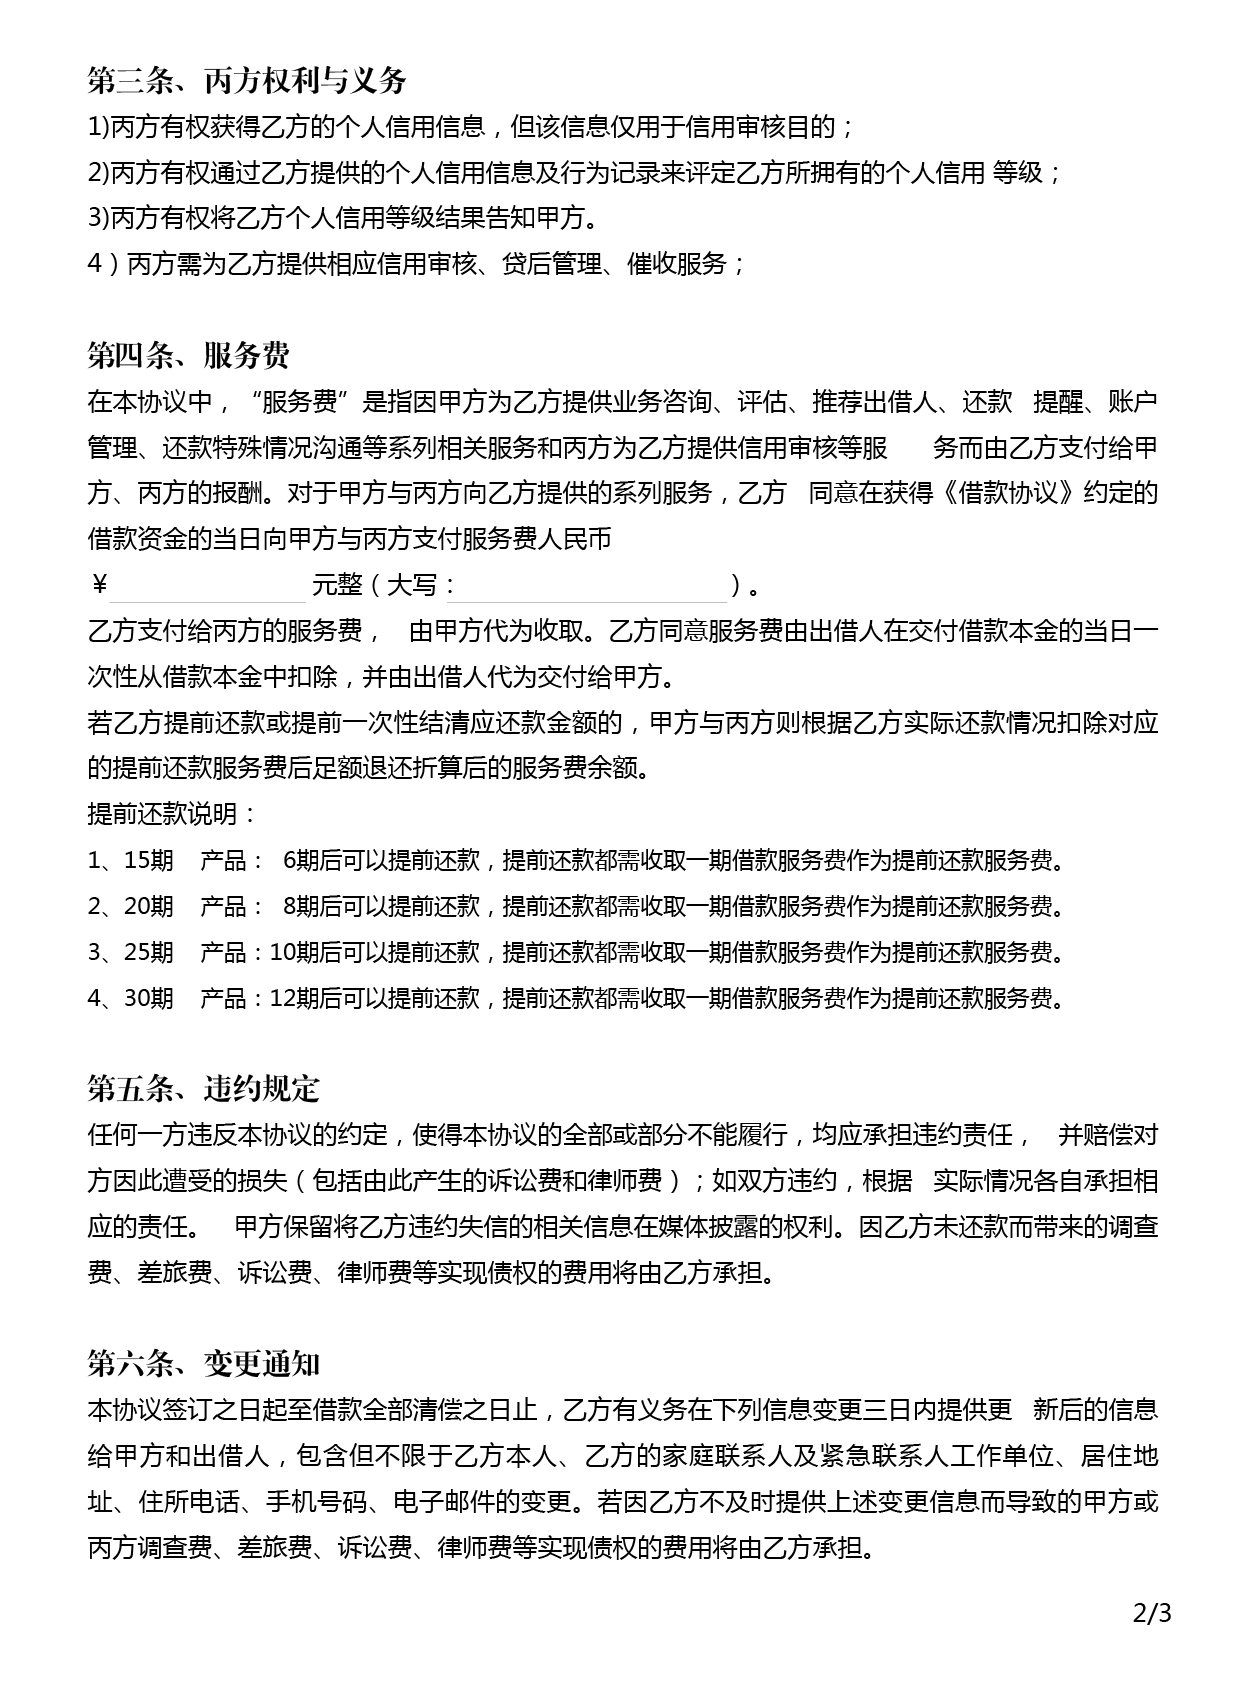 第三条、丙方权利与义务
1)丙方有权获得乙方的个人信用信息，但该信息仅用于信用审核目的；
2)丙方有权通过乙方提供的个人信用信息及行为记录来评定乙方所拥有的个人信用 等级；
3)丙方有权将乙方个人信用等级结果告知甲方。
4）丙方需为乙方提供相应信用审核、贷后管理、催收服务；
第四条、服务费
在本协议中，“服务费”是指因甲方为乙方提供业务咨询、评估、推荐出借人、还款 提醒、账户
管理、还款特殊情况沟通等系列相关服务和丙方为乙方提供信用审核等服 务而由乙方支付给甲
方、丙方的报酬。对于甲方与丙方向乙方提供的系列服务，乙方 同意在获得《借款协议》约定的
借款资金的当日向甲方与丙方支付服务费人民币
￥ 元整（大写： ）。
乙方支付给丙方的服务费， 由甲方代为收取。乙方同意服务费由出借人在交付借款本金的当日一
次性从借款本金中扣除，并由出借人代为交付给甲方。
若乙方提前还款或提前一次性结清应还款金额的，甲方与丙方则根据乙方实际还款情况扣除对应
的提前还款服务费后足额退还折算后的服务费余额。
提前还款说明：
1、15期 产品： 6期后可以提前还款，提前还款都需收取一期借款服务费作为提前还款服务费。
2、20期 产品： 8期后可以提前还款，提前还款都需收取一期借款服务费作为提前还款服务费。
3、25期 产品：10期后可以提前还款，提前还款都需收取一期借款服务费作为提前还款服务费。
4、30期 产品：12期后可以提前还款，提前还款都需收取一期借款服务费作为提前还款服务费。
第五条、违约规定
任何一方违反本协议的约定，使得本协议的全部或部分不能履行，均应承担违约责任， 并赔偿对
方因此遭受的损失（包括由此产生的诉讼费和律师费）；如双方违约，根据 实际情况各自承担相
应的责任。 甲方保留将乙方违约失信的相关信息在媒体披露的权利。因乙方未还款而带来的调查
费、差旅费、诉讼费、律师费等实现债权的费用将由乙方承担。
第六条、变更通知
本协议签订之日起至借款全部清偿之日止，乙方有义务在下列信息变更三日内提供更 新后的信息
给甲方和出借人，包含但不限于乙方本人、乙方的家庭联系人及紧急联系人工作单位、居住地
址、住所电话、手机号码、电子邮件的变更。若因乙方不及时提供上述变更信息而导致的甲方或
丙方调查费、差旅费、诉讼费、律师费等实现债权的费用将由乙方承担。
2/3